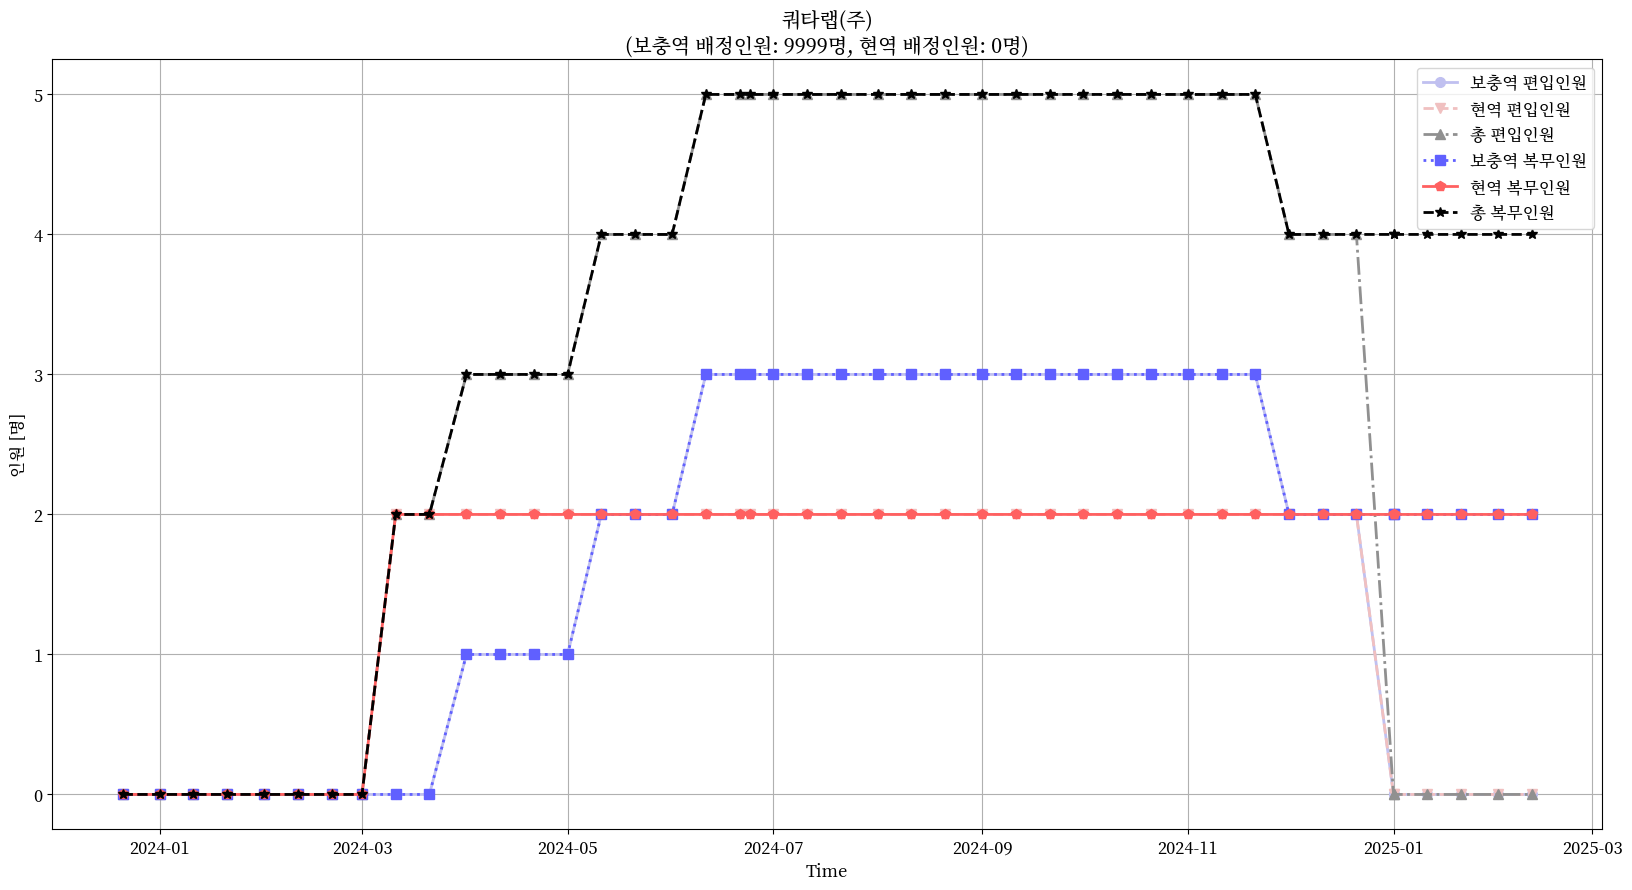 쿼타랩(주)
(보충역 배정인원: 9999명, 현역 배정인원: 0명)
보충역 편입인원
현역 편입인원
총 편입인원
보충역 복무인원
현역 복무인원
총 복무인원
인원 [명]
5
4
3
2
1
0
2024-01
2024-03
2024-05
2024-07
2024-09
2024-11
2025-01
2025-03
Time